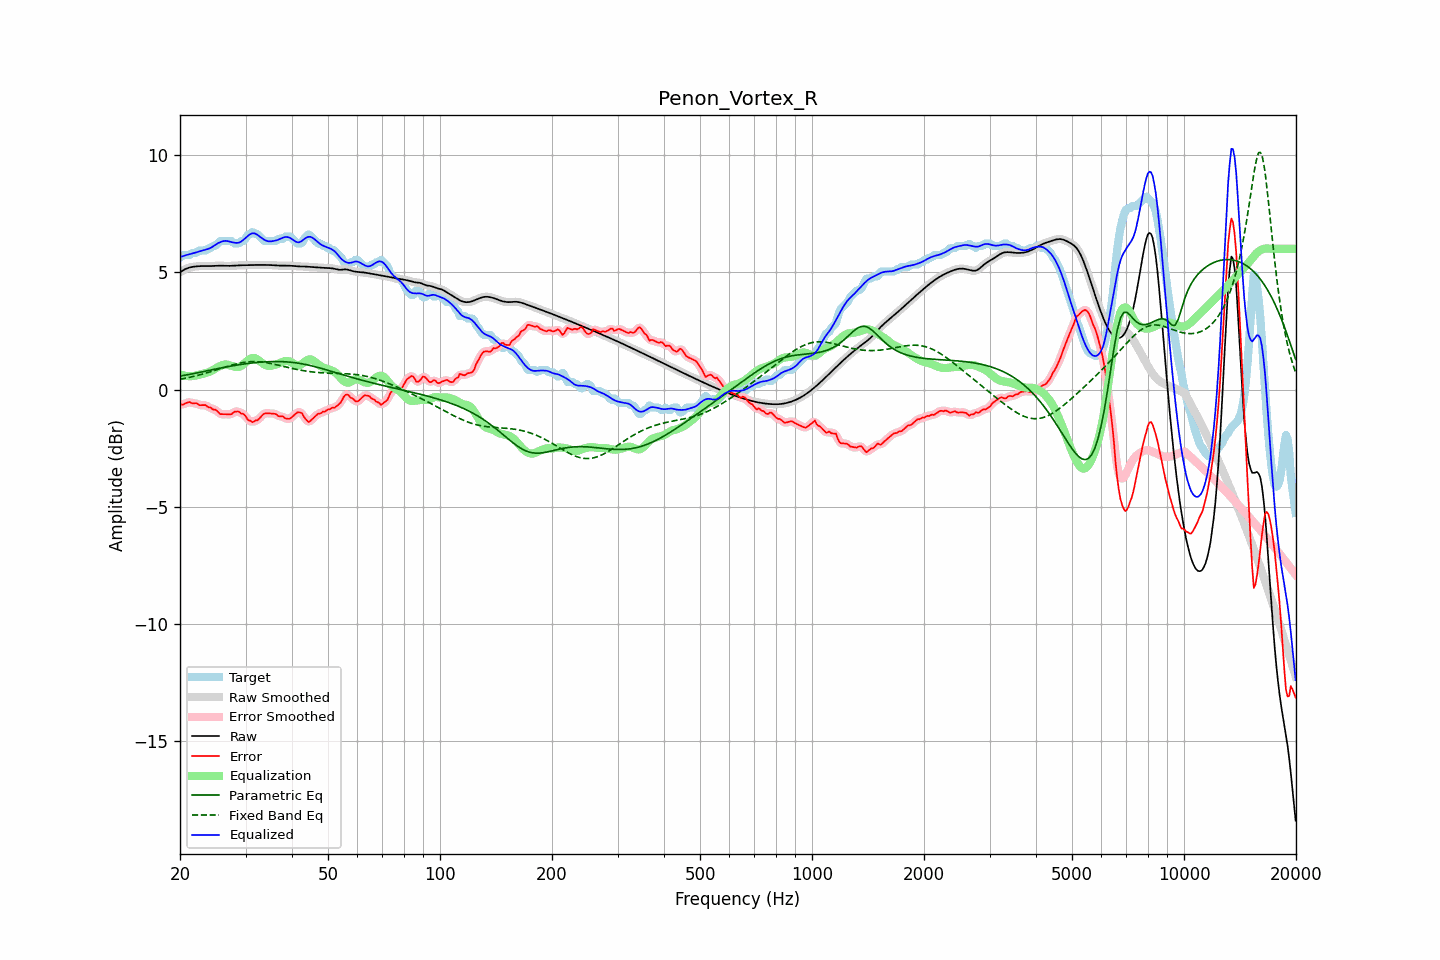 Penon_Vortex_R
Amplitude (dBr)
10
5
0
−5
−10
−15
Target
Raw Smoothed
Error Smoothed
Raw
Error
Equalization
Parametric Eq
Fixed Band Eq
Equalized
20 50 100 200 500 1000 2000 5000 10000 20000
Frequency (Hz)